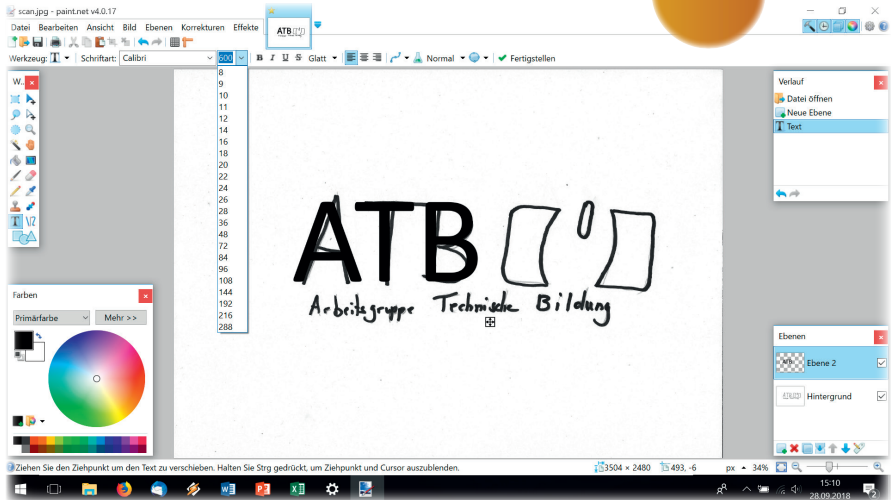 scan.jpg - paint.net v4.0.17
Datei Bearbeiten Ansicht Bild Ebenen Korrekturen Effekte
ATB
Werkzeug: T Schriftart: Calibri 600 B I U S Glatt Normal Fertigstellen
W..
8
9
10
11
12
14
16
18
20
22
24
26
28
36
48
72
84
96
108
144
192
216
288
ATB
Arbeitsgruppe Technische Bildung
Verlauf
Datei öffnen
Neue Ebene
Text
Farben
Primärfarbe Mehr >>
Ebenen
Ebene 2
Hintergrund
Ziehen Sie den Ziehpunkt um den Text zu verschieben. Halten Sie Strg gedrückt, um Ziehpunkt und Cursor auszublenden. 3504 × 2480 493, -6 px 34%
15:10
28.09.2018